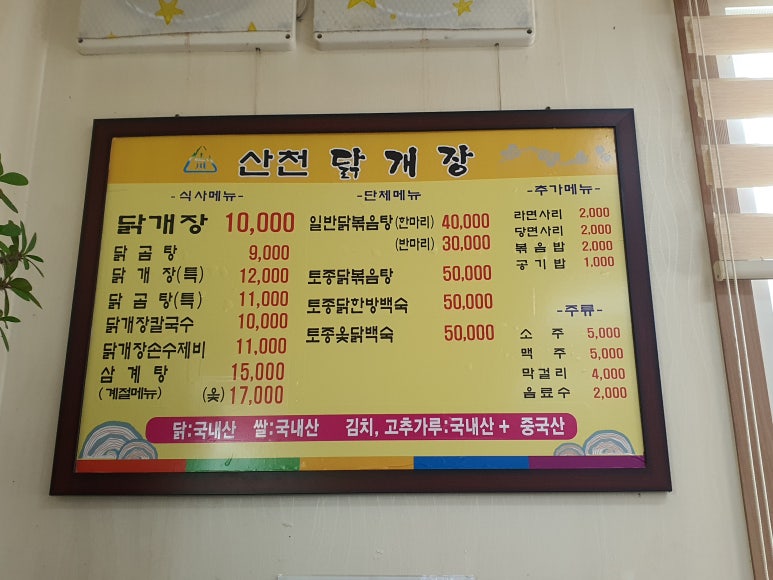 산천 닭개장
-식사메뉴-
닭개장 10,000
닭곰탕 9,000
닭개장(특) 12,000
닭곰탕(특) 11,000
닭개장칼국수 10,000
닭개장손수제비 11,000
삼계탕 15,000
(계절메뉴) (옻)17,000
-단체메뉴-
일반닭볶음탕(한마리) 40,000
(반마리) 30,000
토종닭볶음탕 50,000
토종닭한방백숙 50,000
토종옻닭백숙 50,000
-추가메뉴-
라면사리 2,000
당면사리 2,000
볶음밥 2,000
공기밥 1,000
-주류-
소주 5,000
맥주 5,000
막걸리 4,000
음료수 2,000
닭:국내산 쌀:국내산 김치, 고추가루:국내산+ 중국산